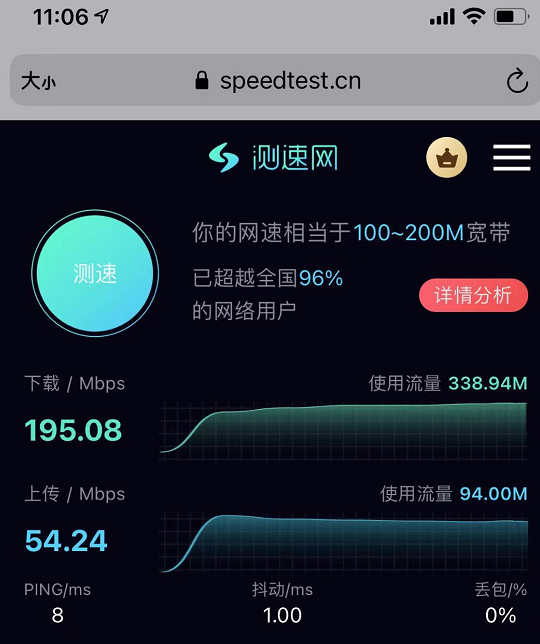 11:06
大小 speedtest.cn
测速网
你的网速相当于100~200M宽带
测速
已超越全国96%
的网络用户
详情分析
下载 / Mbps 使用流量 338.94M
195.08
上传 / Mbps 使用流量 94.00M
54.24
PING/ms 抖动/ms 丢包/%
8 1.00 0%